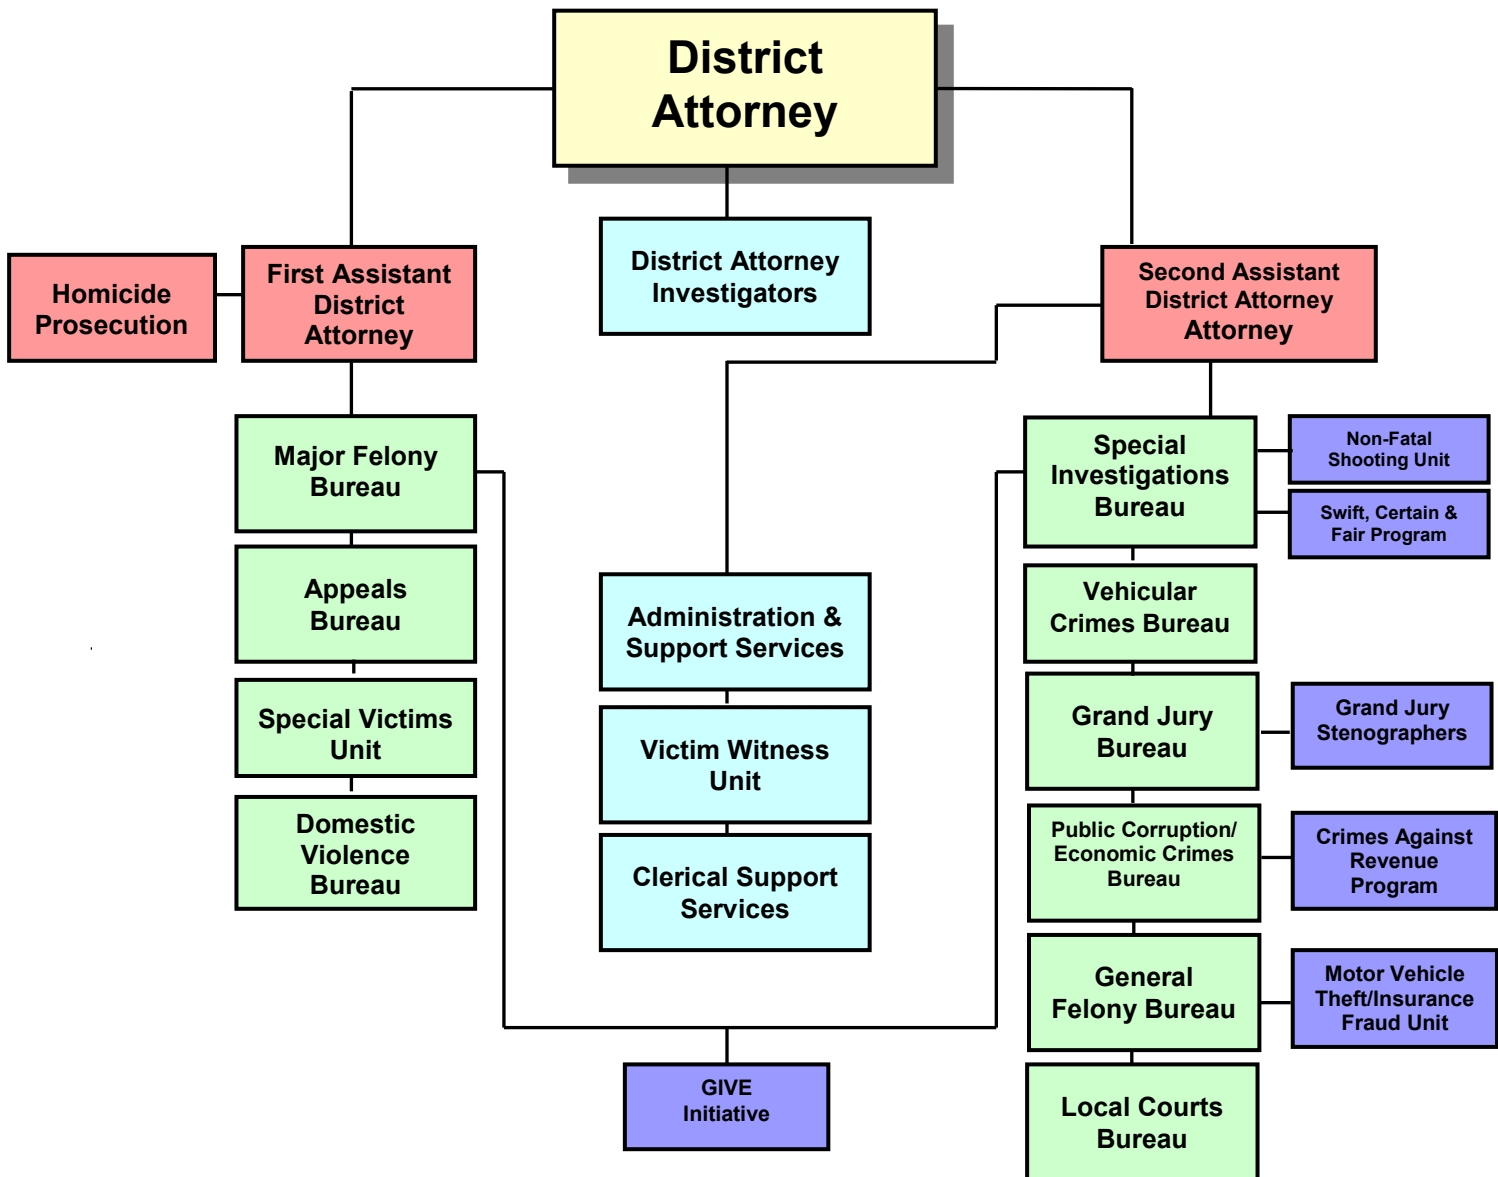 District
Attorney
District Attorney
Investigators
Homicide
Prosecution
First Assistant
District
Attorney
Second Assistant
District Attorney
Attorney
Major Felony
Bureau
Appeals
Bureau
Special Victims
Unit
Domestic
Violence
Bureau
Administration &
Support Services
Victim Witness
Unit
Clerical Support
Services
GIVE
Initiative
Special
Investigations
Bureau
Non-Fatal
Shooting Unit
Swift, Certain &
Fair Program
Vehicular
Crimes Bureau
Grand Jury
Bureau
Grand Jury
Stenographers
Public Corruption/
Economic Crimes
Bureau
Crimes Against
Revenue
Program
General
Felony Bureau
Motor Vehicle
Theft/Insurance
Fraud Unit
Local Courts
Bureau